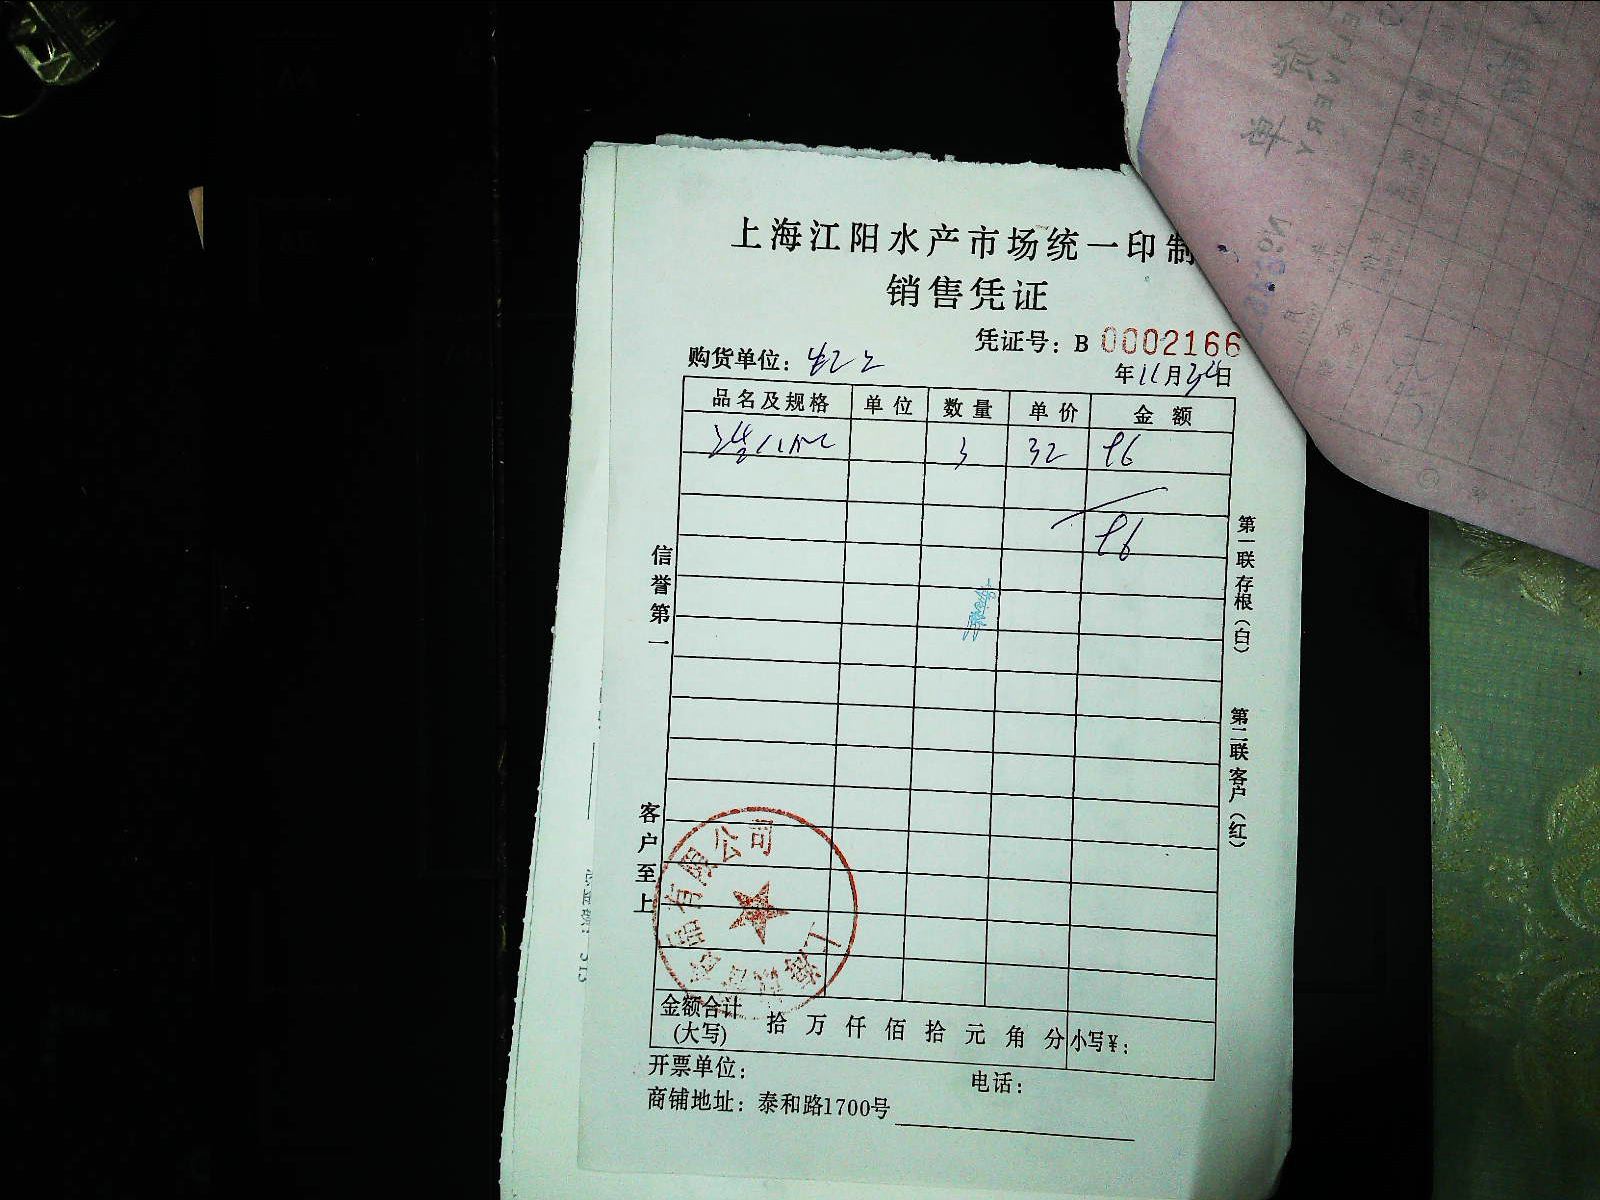 上海江阳水产市场统一印制
销售凭证
凭证号：B 0002166
购货单位：
年11月24日
品名及规格 单位 数量 单价 金额
3 32 96
96
信誉第一
客户至上
第一联存根（白）
第二联客户（红）
品有限公司
上海
金额合计（大写） 拾 万 仟 佰 拾 元 角 分 小写¥：
开票单位： 电话：
商铺地址：泰和路1700号